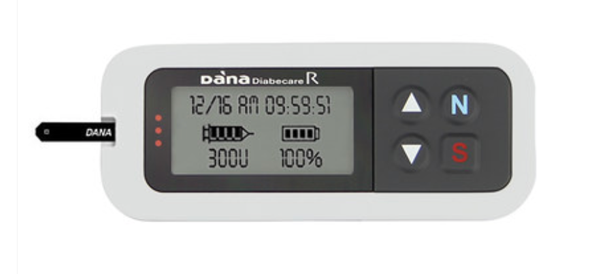 DANA Diabecare R
12/16 AM 09:59:51
300U 100%
N
S
DANA